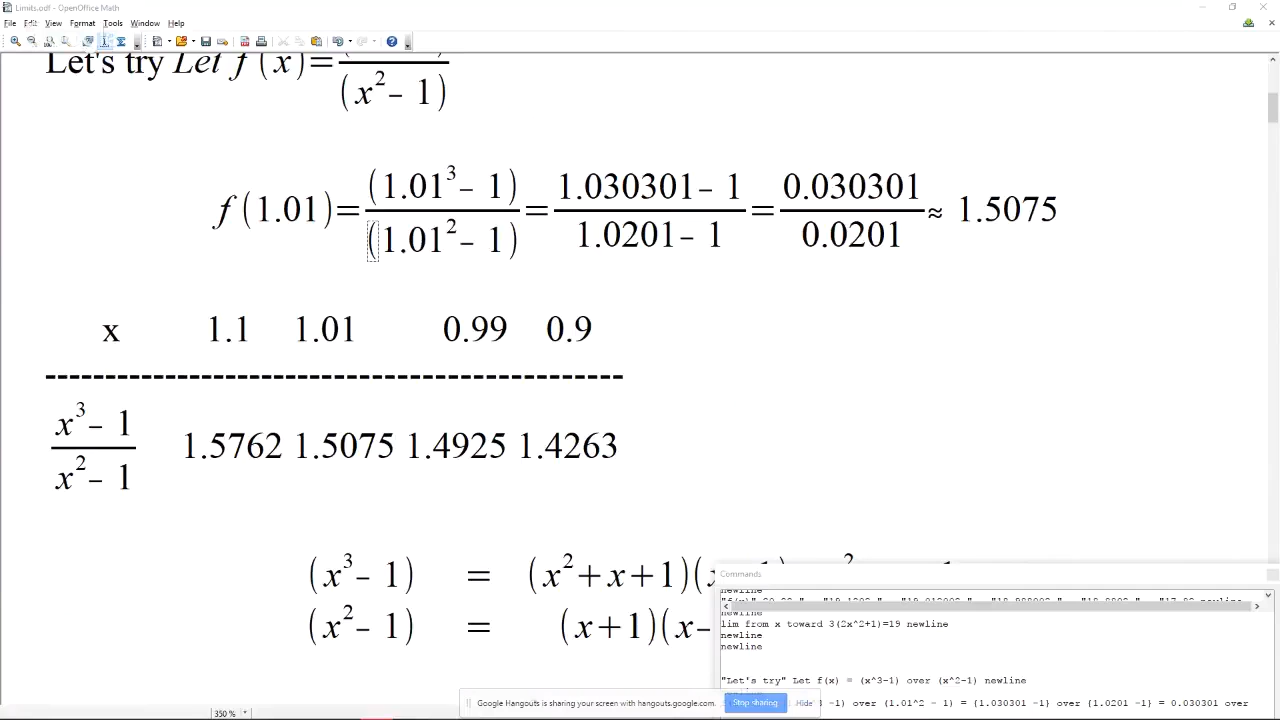 Limits.odf - OpenOffice Math
File Edit View Format Tools Window Help
Let's try Let f(x)=
(x²– 1)
f(1.01)= (1.01³– 1) / (1.01²– 1) = 1.030301– 1 / 1.0201– 1 = 0.030301 / 0.0201 ≈ 1.5075
x 1.1 1.01 0.99 0.9
---------------------------------------------
x³– 1 / x²– 1 1.5762 1.5075 1.4925 1.4263
(x³– 1) = (x²+x+1)(x
(x²– 1) = (x+1)(x–
Commands
newline
newline
lim from x toward 3(2x^2+1)=19 newline
newline
newline
"Let's try" Let f(x) = (x^3-1) over (x^2-1) newline
-1) over (1.01^2 - 1) = (1.030301 -1} over (1.0201 -1} = {0.030301 over
Google Hangouts is sharing your screen with hangouts.google.com.
Stop sharing
Hide
350 %